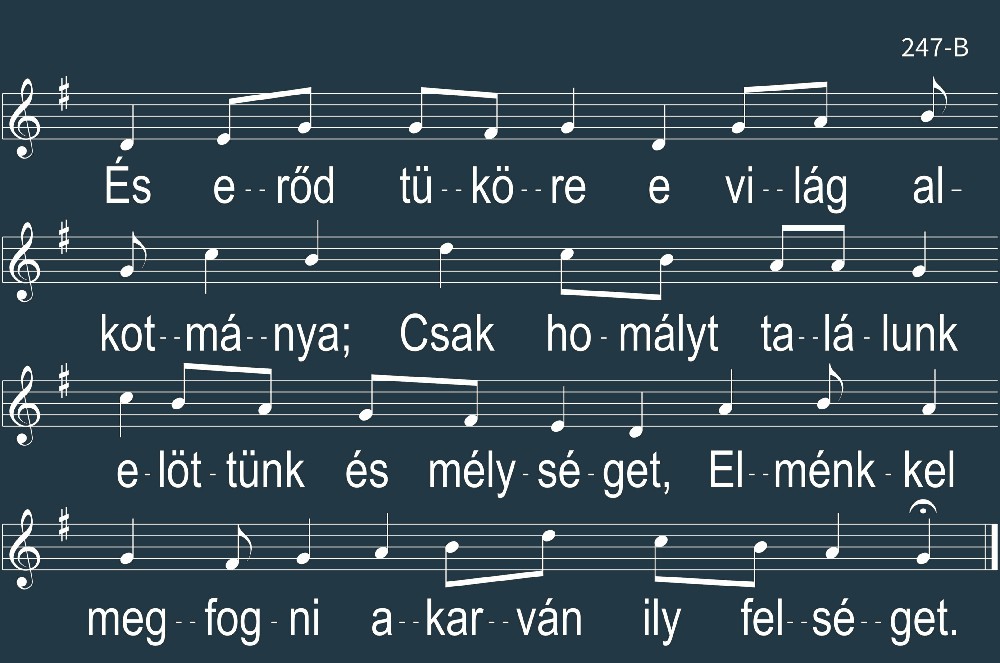 247-B
És e--rőd tü--kö--re e vi--lág al-
kot--má--nya; Csak ho-mályt ta--lá-lunk
e-löt-tünk és mély-sé-get, El--ménk-kel
meg--fog-ni a--kar--ván ily fel--sé--get.